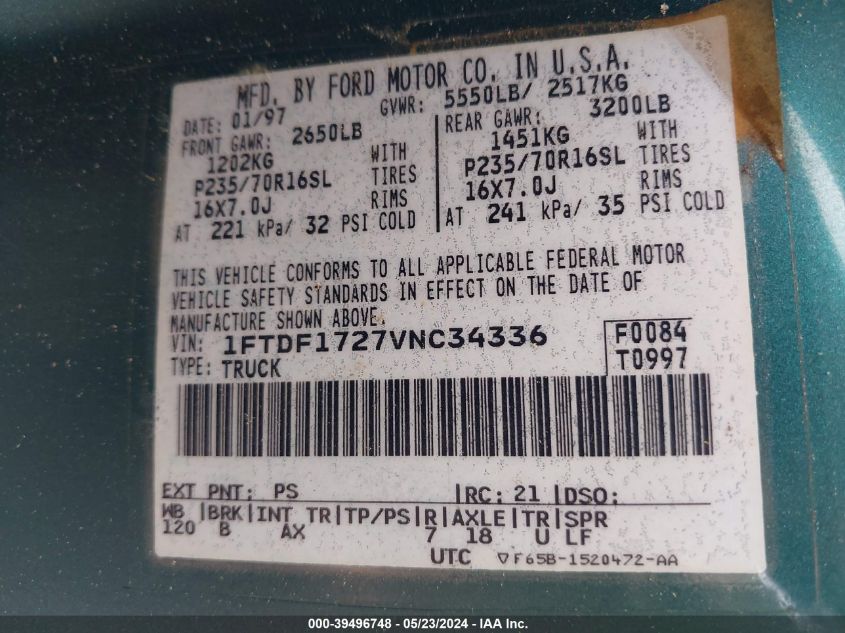 MFD. BY FORD MOTOR CO. IN U.S.A.
DATE: 01/97 GVWR: 5550LB/ 2517KG
FRONT GAWR: 2650LB REAR GAWR: 3200LB
1202KG WITH 1451KG WITH
P235/70R16SL TIRES P235/70R16SL TIRES
16X7.0J RIMS 16X7.0J RIMS
AT 221 kPa/ 32 PSI COLD AT 241 kPa/ 35 PSI COLD
THIS VEHICLE CONFORMS TO ALL APPLICABLE FEDERAL MOTOR
VEHICLE SAFETY STANDARDS IN EFFECT ON THE DATE OF
MANUFACTURE SHOWN ABOVE.
VIN: 1FTDF1727VNC34336 F0084
TYPE: TRUCK T0997
EXT PNT: PS RC: 21 DSO:
WB BRK INT TR TP/PS R AXLE TR SPR
120 B AX 7 18 U LF
UTC ▽F65B-1520472-AA
000-39496748 - 05/23/2024 - IAA Inc.